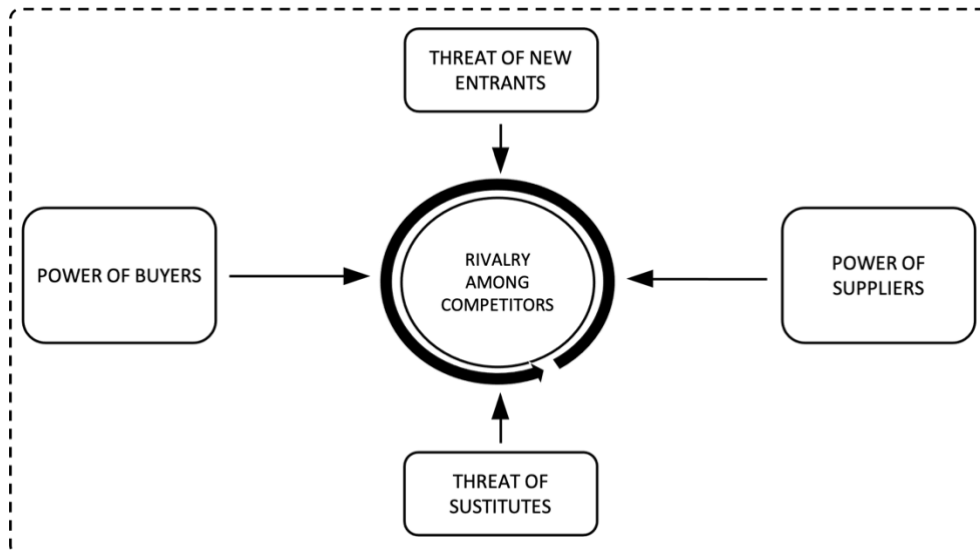 THREAT OF NEW
ENTRANTS
POWER OF BUYERS
RIVALRY
AMONG
COMPETITORS
POWER OF
SUPPLIERS
THREAT OF
SUSTITUTES